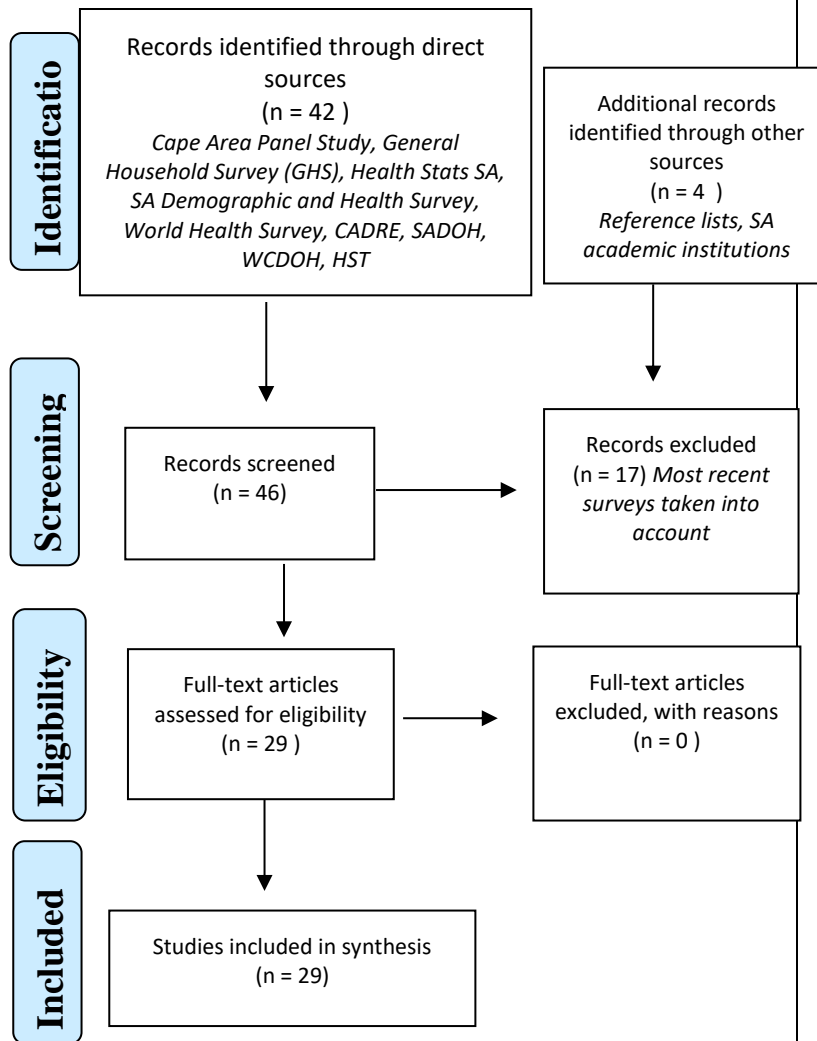 Identificatio
Records identified through direct
sources
(n = 42 )
Cape Area Panel Study, General
Household Survey (GHS), Health Stats SA,
SA Demographic and Health Survey,
World Health Survey, CADRE, SADOH,
WCDOH, HST
Additional records
identified through other
sources
(n = 4 )
Reference lists, SA
academic institutions
Screening
Records screened
(n = 46)
Records excluded
(n = 17) Most recent
surveys taken into
account
Eligibility
Full-text articles
assessed for eligibility
(n = 29 )
Full-text articles
excluded, with reasons
(n = 0 )
Included
Studies included in synthesis
(n = 29)